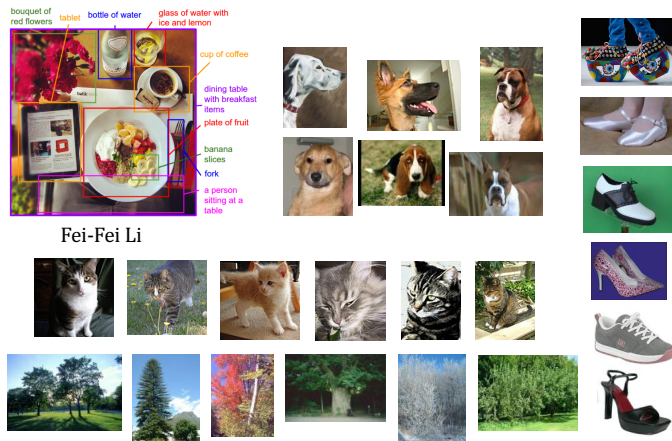 bouquet of
red flowers
tablet
bottle of water
glass of water with
ice and lemon
cup of coffee
dining table
with breakfast
items
plate of fruit
banana
slices
fork
a person
sitting at a
table
Fei-Fei Li